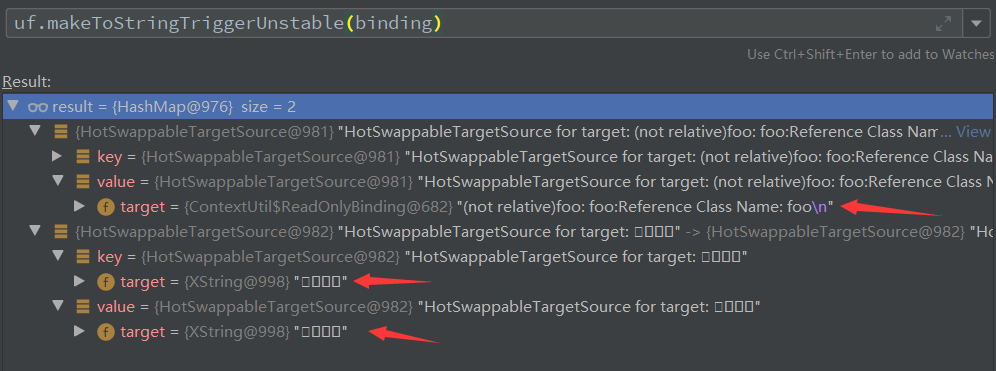 uf.makeToStringTriggerUnstable(binding)
Use Ctrl+Shift+Enter to add to Watches
Result:
result = {HashMap@976} size = 2
{HotSwappableTargetSource@981} "HotSwappableTargetSource for target: (not relative)foo: foo:Reference Class Nam... View
key = {HotSwappableTargetSource@981} "HotSwappableTargetSource for target: (not relative)foo: foo:Reference Class Na
value = {HotSwappableTargetSource@981} "HotSwappableTargetSource for target: (not relative)foo: foo:Reference Class N
f target = {ContextUtil$ReadOnlyBinding@682} "(not relative)foo: foo:Reference Class Name: foo\n"
{HotSwappableTargetSource@982} "HotSwappableTargetSource for target: □□□□" -> {HotSwappableTargetSource@982} "Ho
key = {HotSwappableTargetSource@982} "HotSwappableTargetSource for target: □□□□"
f target = {XString@998} "□□□□"
value = {HotSwappableTargetSource@982} "HotSwappableTargetSource for target: □□□□"
f target = {XString@998} "□□□□"